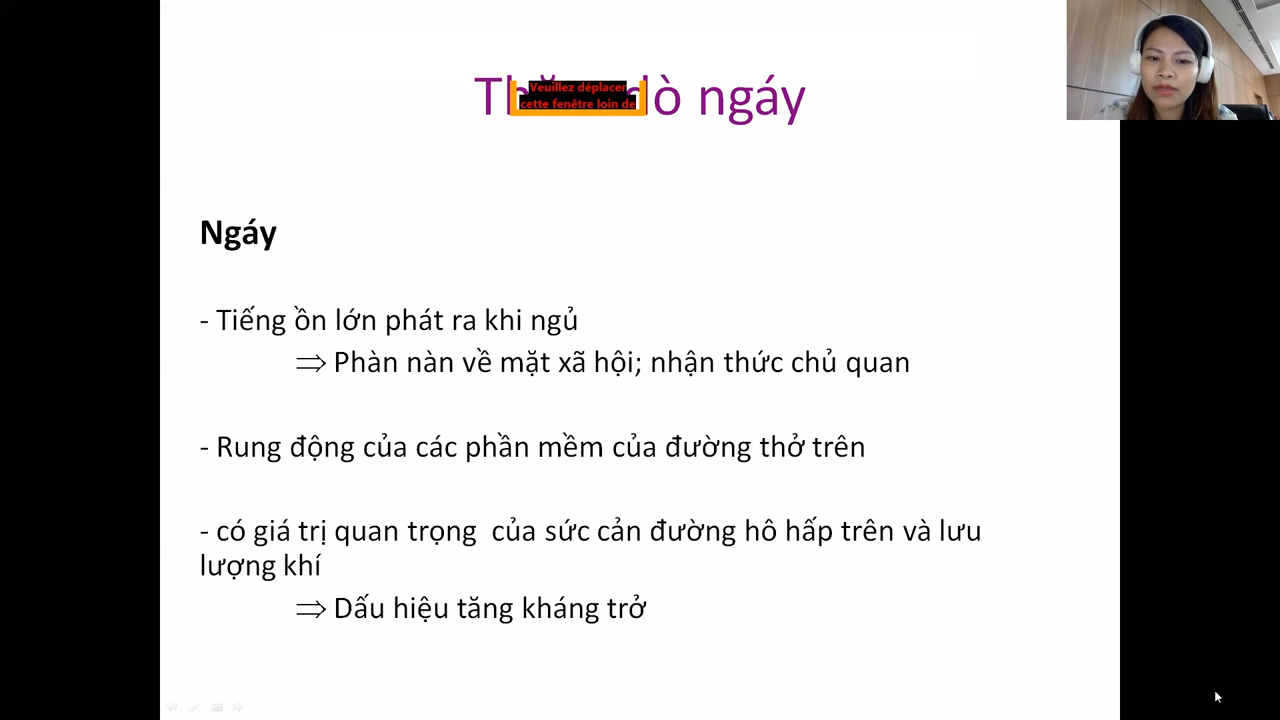 dò ngáy
Veuillez déplacer
cette fenêtre loin de
Ngáy
- Tiếng ồn lớn phát ra khi ngủ
⇒ Phàn nàn về mặt xã hội; nhận thức chủ quan
- Rung động của các phần mềm của đường thở trên
- có giá trị quan trọng của sức cản đường hô hấp trên và lưu
lượng khí
⇒ Dấu hiệu tăng kháng trở